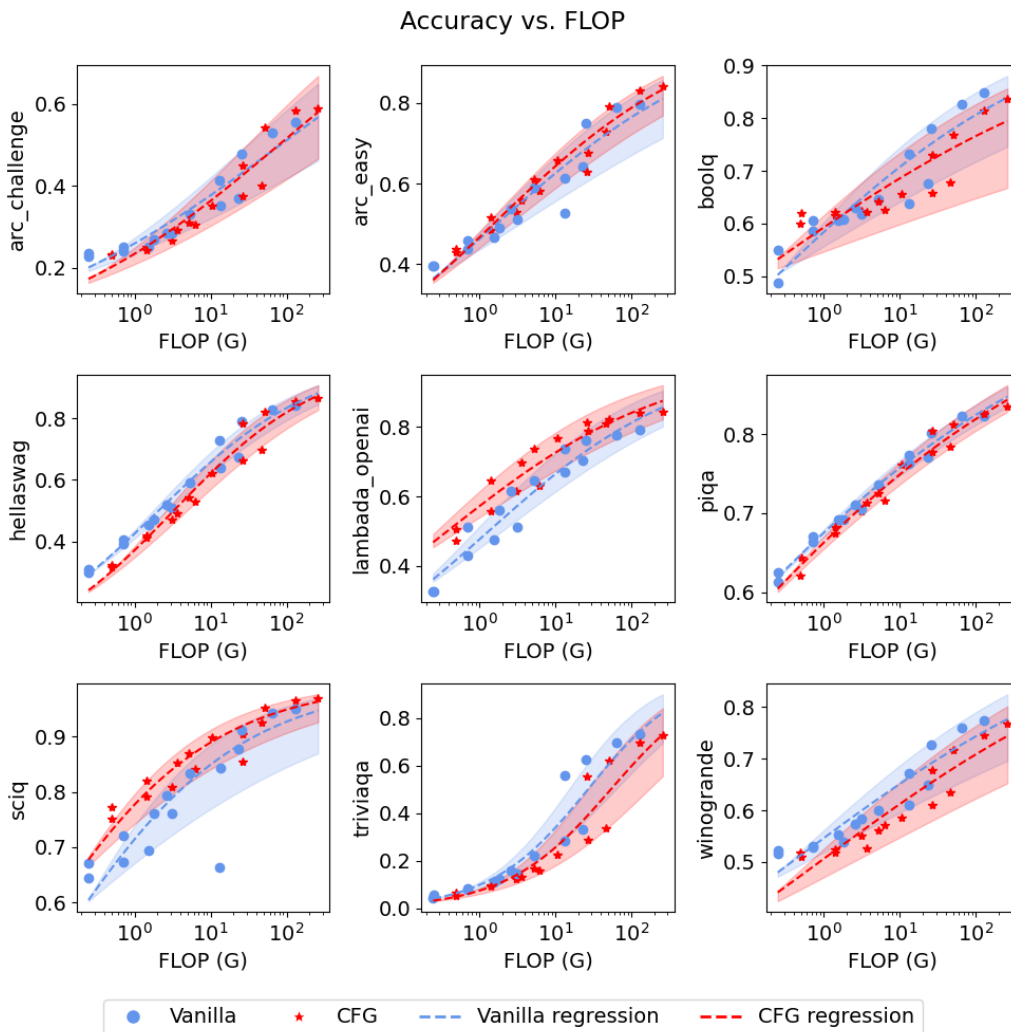 Accuracy vs. FLOP
arc_challenge
0.6
0.4
0.2
10^0 10^1 10^2
FLOP (G)
arc_easy
0.8
0.6
0.4
10^0 10^1 10^2
FLOP (G)
boolq
0.9
0.8
0.7
0.6
0.5
10^0 10^1 10^2
FLOP (G)
hellaswag
0.8
0.6
0.4
10^0 10^1 10^2
FLOP (G)
lambada_openai
0.8
0.6
0.4
10^0 10^1 10^2
FLOP (G)
piqa
0.8
0.7
0.6
10^0 10^1 10^2
FLOP (G)
sciq
0.9
0.8
0.7
0.6
10^0 10^1 10^2
FLOP (G)
triviaqa
0.8
0.6
0.4
0.2
0.0
10^0 10^1 10^2
FLOP (G)
winogrande
0.8
0.7
0.6
0.5
10^0 10^1 10^2
FLOP (G)
Vanilla CFG Vanilla regression CFG regression